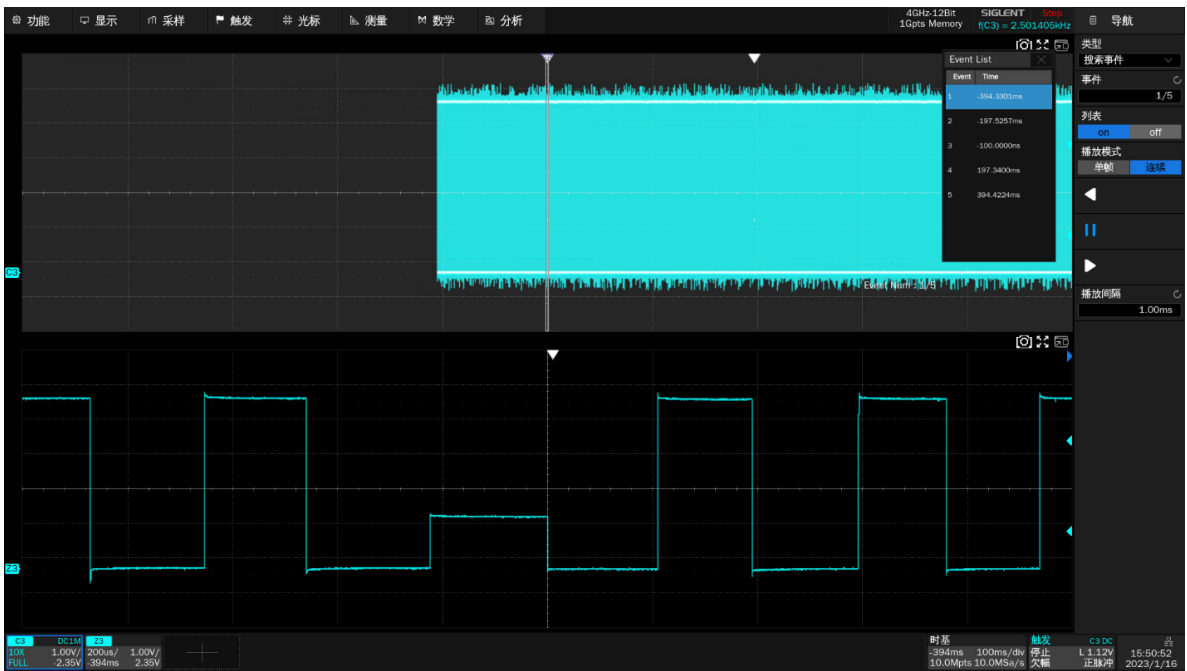 功能 显示 采样 触发 光标 测量 数学 分析
4GHz-12Bit SIGLENT Stop
1Gpts Memory f(C3) = 2.501405kHz
导航
类型
搜索事件
事件
1/5
列表
on off
播放模式
单帧 连续
播放间隔
1.00ms
Event List
Event Time
1 -394.3301ms
2 -197.5257ms
3 -100.0000ns
4 197.3400ms
5 394.4224ms
Event Num : 1/5
C3
Z3
C3 DC1M
10X 1.00V/
FULL -2.35V
Z3
200us/ 1.00V/
-394ms 2.35V
时基
-394ms 100ms/div
10.0Mpts 10.0MSa/s
触发 C3 DC
停止 L 1.12V
欠幅 正脉冲
15:50:52
2023/1/16